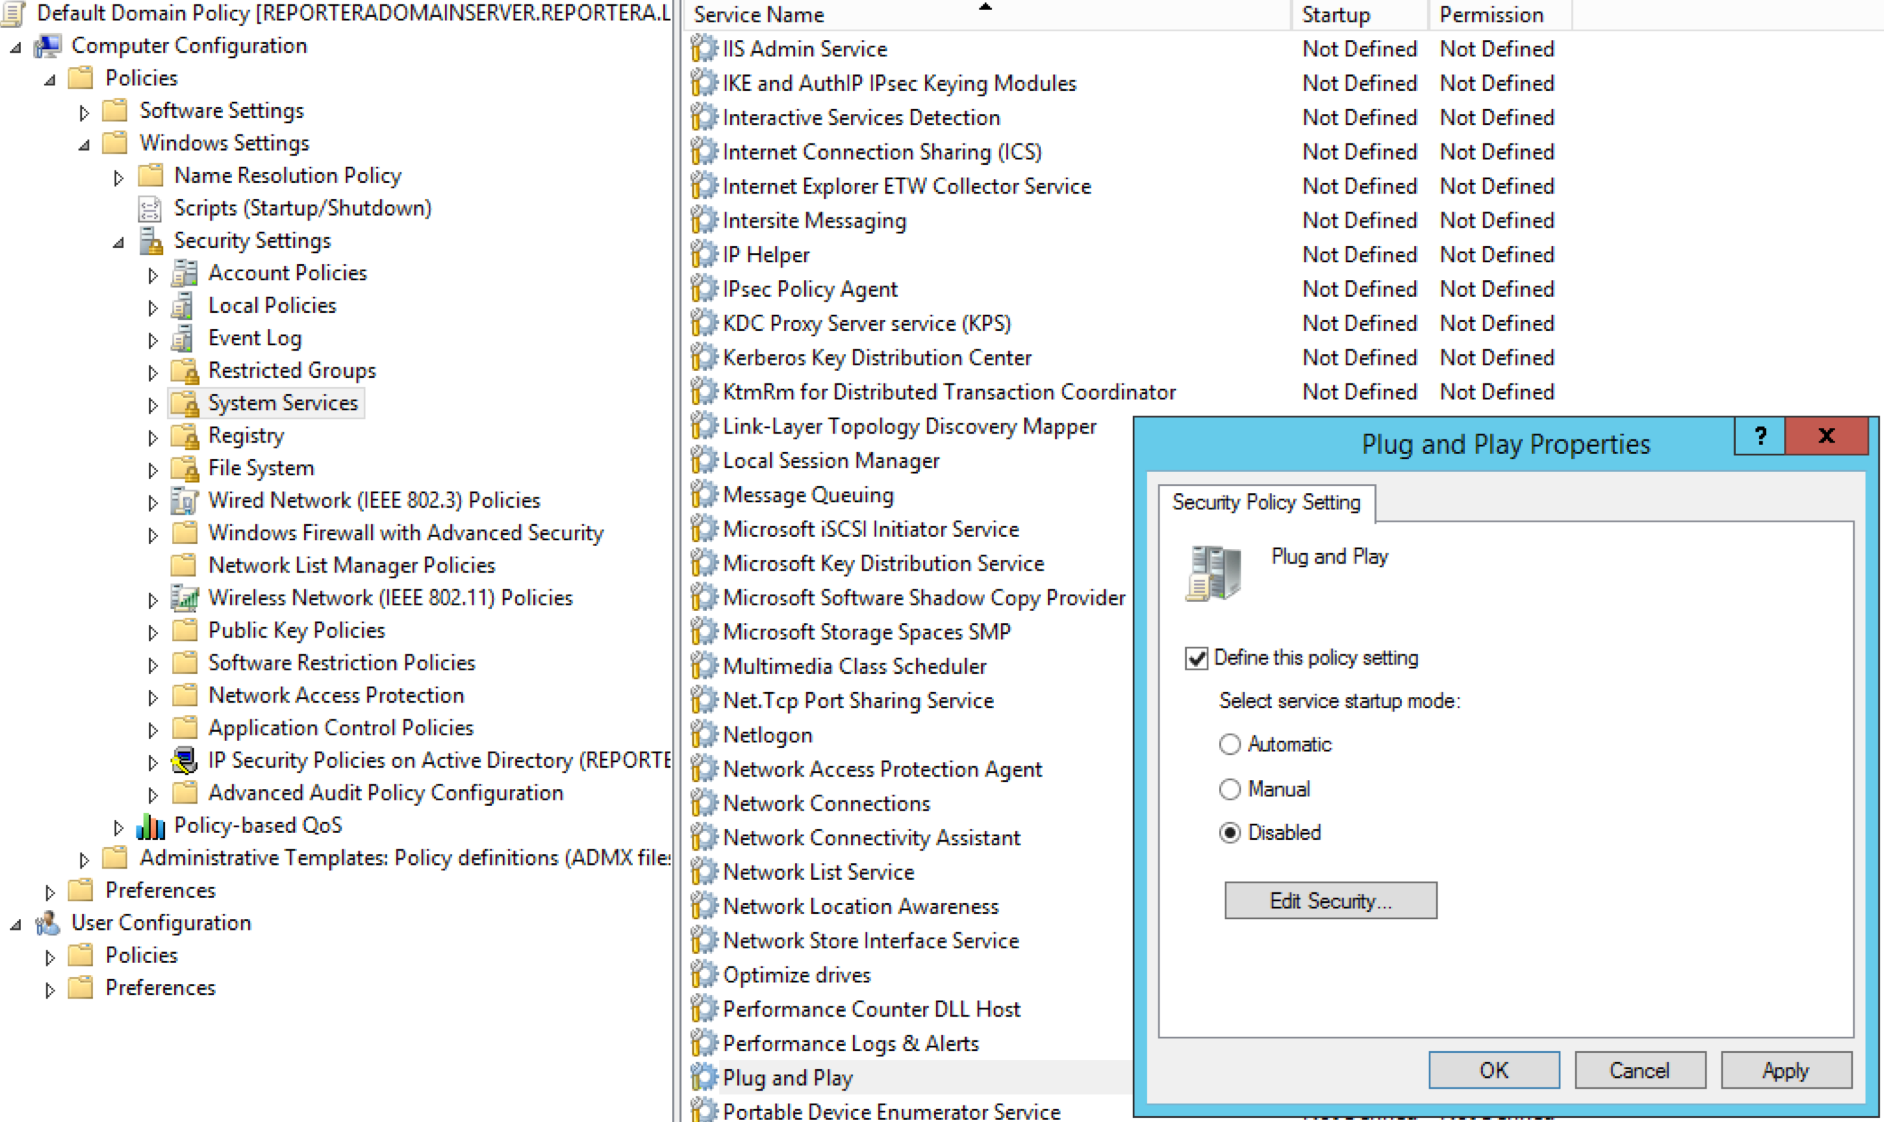 Default Domain Policy [REPORTERADOMAINSERVER.REPORTERA.L
Computer Configuration
Policies
Software Settings
Windows Settings
Name Resolution Policy
Scripts (Startup/Shutdown)
Security Settings
Account Policies
Local Policies
Event Log
Restricted Groups
System Services
Registry
File System
Wired Network (IEEE 802.3) Policies
Windows Firewall with Advanced Security
Network List Manager Policies
Wireless Network (IEEE 802.11) Policies
Public Key Policies
Software Restriction Policies
Network Access Protection
Application Control Policies
IP Security Policies on Active Directory (REPORTE
Advanced Audit Policy Configuration
Policy-based QoS
Administrative Templates: Policy definitions (ADMX files
Preferences
User Configuration
Policies
Preferences
Service Name Startup Permission
IIS Admin Service Not Defined Not Defined
IKE and AuthIP IPsec Keying Modules Not Defined Not Defined
Interactive Services Detection Not Defined Not Defined
Internet Connection Sharing (ICS) Not Defined Not Defined
Internet Explorer ETW Collector Service Not Defined Not Defined
Intersite Messaging Not Defined Not Defined
IP Helper Not Defined Not Defined
IPsec Policy Agent Not Defined Not Defined
KDC Proxy Server service (KPS) Not Defined Not Defined
Kerberos Key Distribution Center Not Defined Not Defined
KtmRm for Distributed Transaction Coordinator Not Defined Not Defined
Link-Layer Topology Discovery Mapper
Local Session Manager
Message Queuing
Microsoft iSCSI Initiator Service
Microsoft Key Distribution Service
Microsoft Software Shadow Copy Provider
Microsoft Storage Spaces SMP
Multimedia Class Scheduler
Net.Tcp Port Sharing Service
Netlogon
Network Access Protection Agent
Network Connections
Network Connectivity Assistant
Network List Service
Network Location Awareness
Network Store Interface Service
Optimize drives
Performance Counter DLL Host
Performance Logs & Alerts
Plug and Play
Portable Device Enumerator Service
Plug and Play Properties ? x
Security Policy Setting
Plug and Play
Define this policy setting
Select service startup mode:
Automatic
Manual
Disabled
Edit Security...
OK Cancel Apply